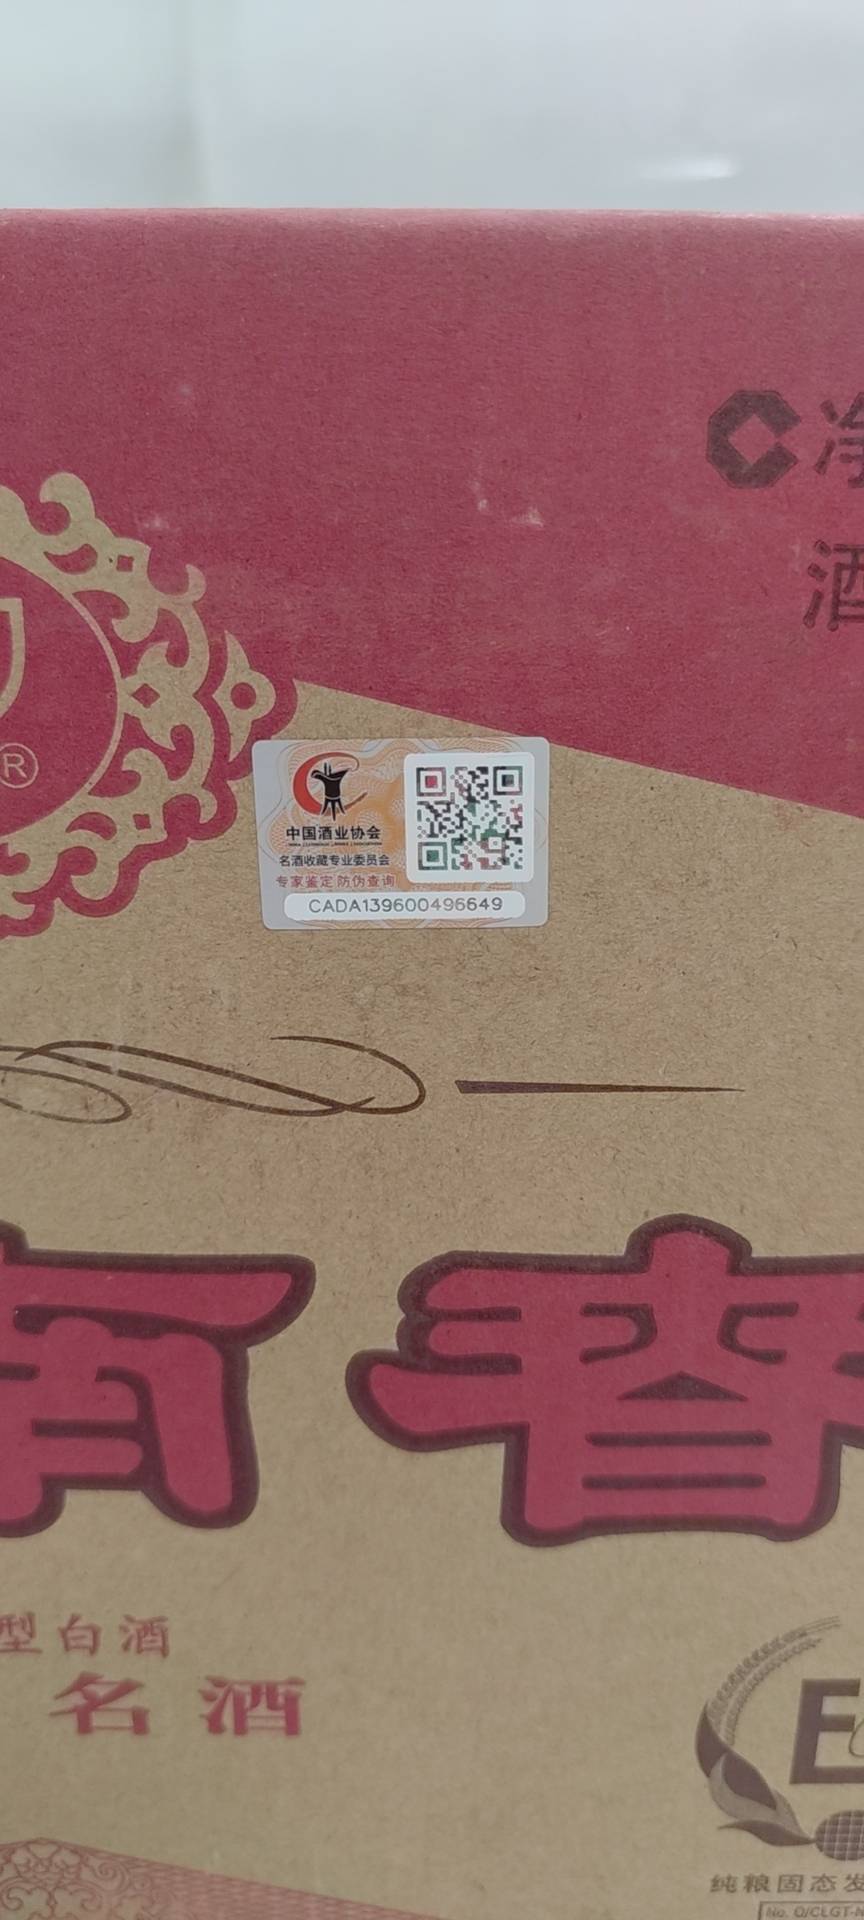 净
酒
®
中国酒业协会
名酒收藏专业委员会
专家鉴定 防伪查询
CADA139600496649
南春
型白酒
名酒
E
纯粮固态发
No. Q/CLGT-